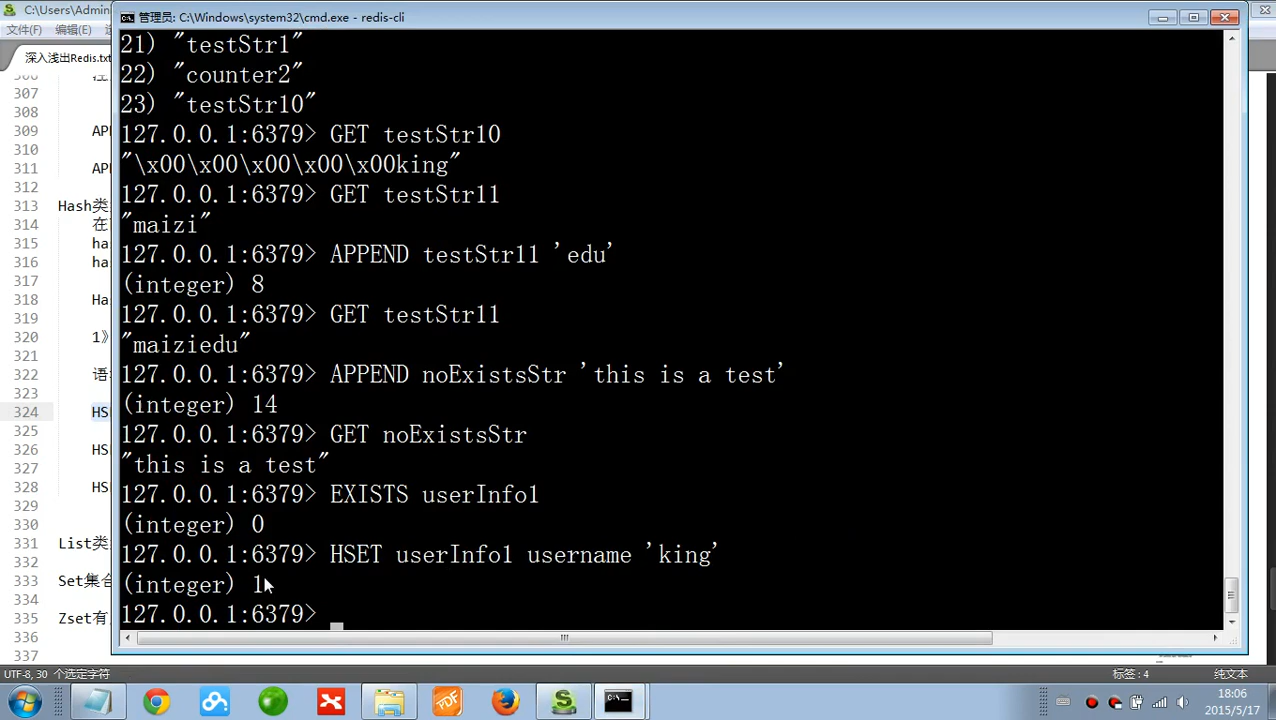 C:\Users\Admin
管理员: C:\Windows\system32\cmd.exe - redis-cli
文件(F) 编辑(E)
深入浅出Redis.txt
21) "testStr1"
22) "counter2"
23) "testStr10"
127.0.0.1:6379> GET testStr10
"\x00\x00\x00\x00\x00king"
127.0.0.1:6379> GET testStr11
"maizi"
127.0.0.1:6379> APPEND testStr11 'edu'
(integer) 8
127.0.0.1:6379> GET testStr11
"maiziedu"
127.0.0.1:6379> APPEND noExistsStr 'this is a test'
(integer) 14
127.0.0.1:6379> GET noExistsStr
"this is a test"
127.0.0.1:6379> EXISTS userInfo1
(integer) 0
127.0.0.1:6379> HSET userInfo1 username 'king'
(integer) 1
127.0.0.1:6379>
306
307
308
309 APP
310
311 APP
312
313 Hash类
314 在
315 ha
316 ha
317
318 Ha
319
320 1》
321
322 语
323
324 HS
325
326 HS
327
328 HS
329
330
331 List类
332
333 Set集合
334
335 Zset有
336
337
UTF-8, 30 个选定字符
标签: 4
纯文本
18:06
2015/5/17